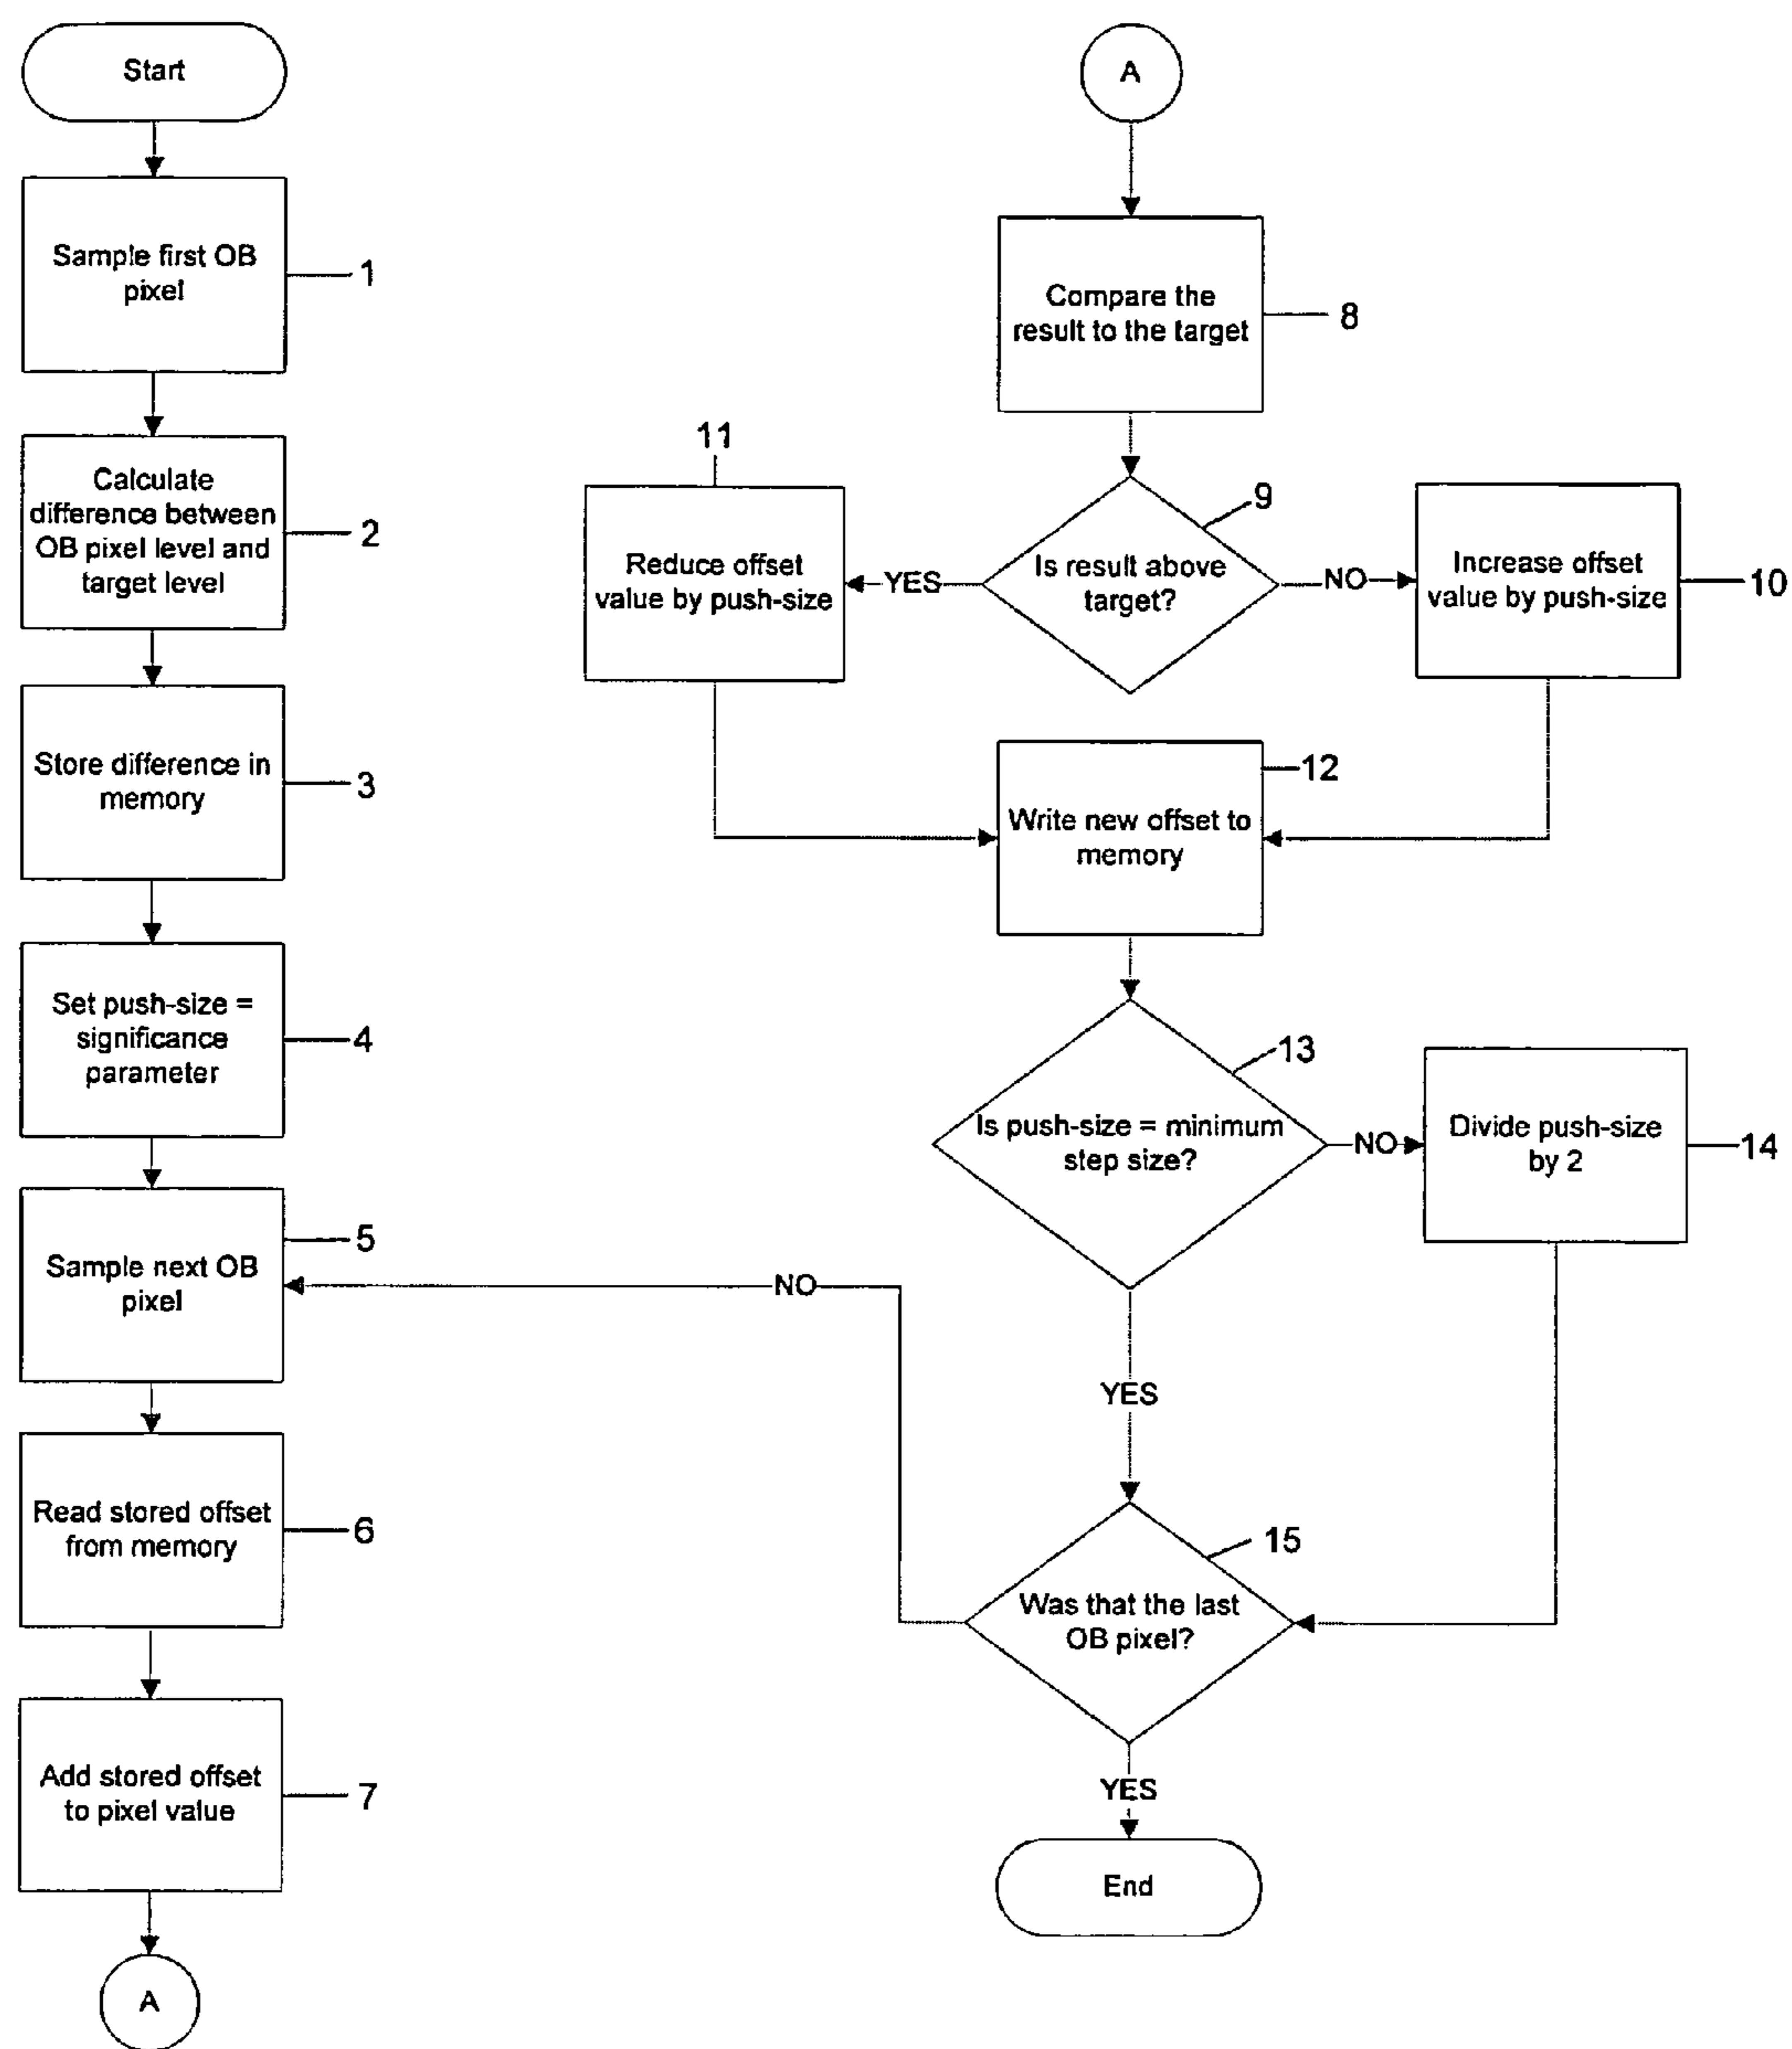 Start
Sample first OB
pixel
1
Calculate
difference between
OB pixel level and
target level
2
Store difference in
memory
3
Set push-size =
significance
parameter
4
Sample next OB
pixel
5
Read stored offset
from memory
6
Add stored offset
to pixel value
7
A
A
Compare the
result to the target
8
Is result above
target?
9
YES
NO
11
Reduce offset
value by push-size
Increase offset
value by push-size
10
Write new offset to
memory
12
Is push-size = minimum
step size?
13
NO
Divide push-size
by 2
14
YES
Was that the last
OB pixel?
15
NO
YES
End